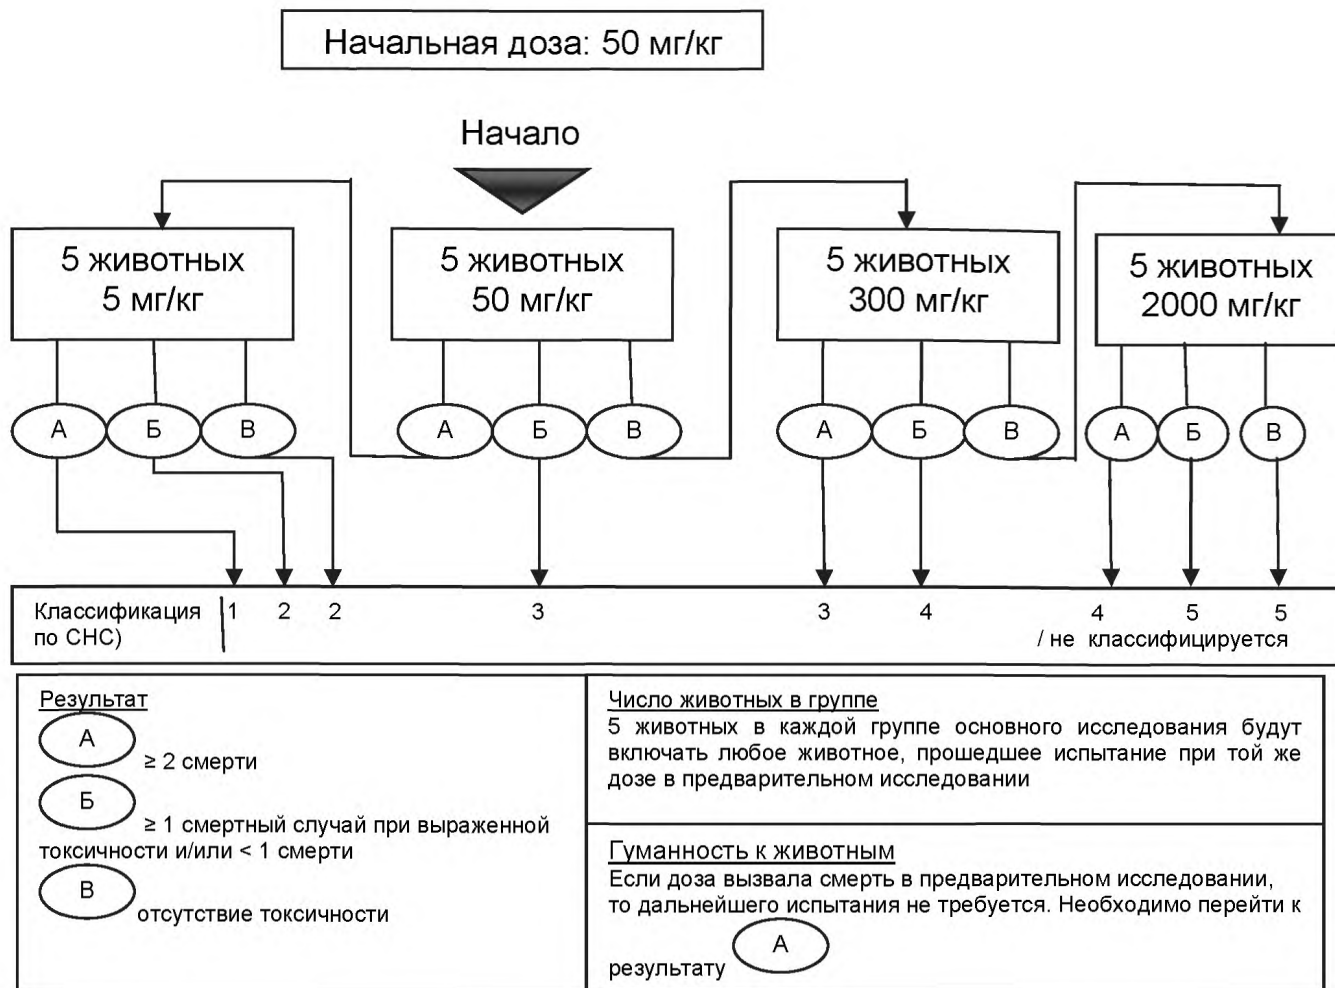 Начальная доза: 50 мг/кг
Начало
5 животных
5 мг/кг
5 животных
50 мг/кг
5 животных
300 мг/кг
5 животных
2000 мг/кг
А Б В А Б В А Б В А Б В
Классификация 1 2 2 3 3 4 4 5 5
по СНС) / не классифицируется
Результат
А
≥ 2 смерти
Б
≥ 1 смертный случай при выраженной
токсичности и/или < 1 смерти
В
отсутствие токсичности
Число животных в группе
5 животных в каждой группе основного исследования будут
включать любое животное, прошедшее испытание при той же
дозе в предварительном исследовании
Гуманность к животным
Если доза вызвала смерть в предварительном исследовании,
то дальнейшего испытания не требуется. Необходимо перейти к
результату А